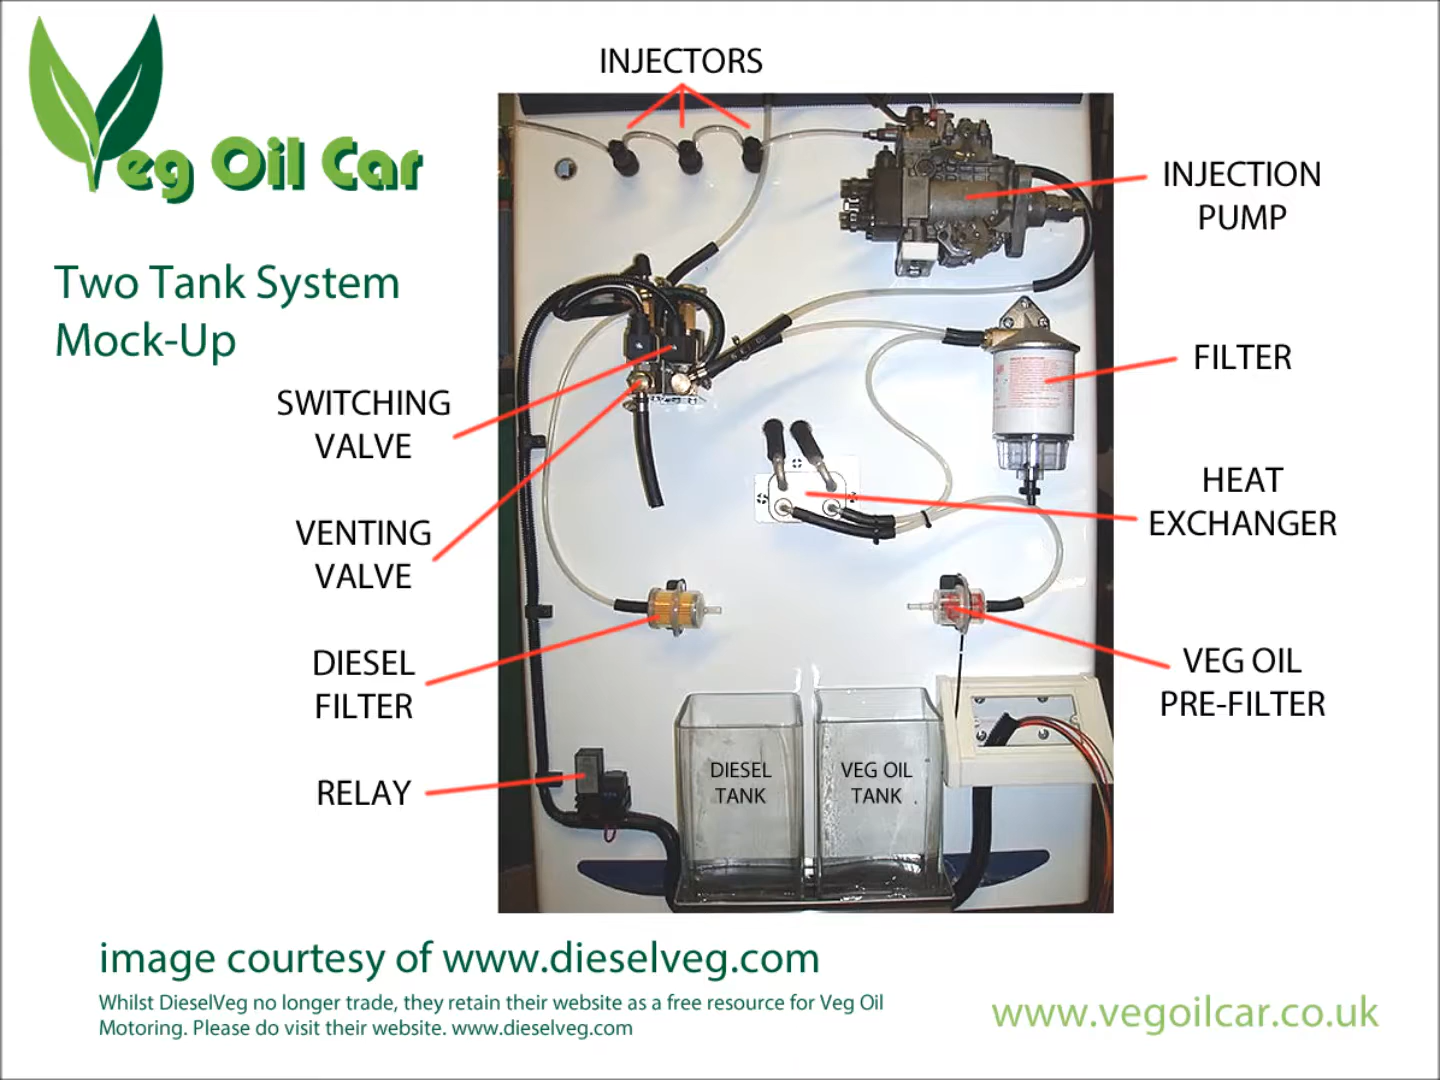 Veg Oil Car
Two Tank System
Mock-Up
INJECTORS
INJECTION
PUMP
FILTER
HEAT
EXCHANGER
VEG OIL
PRE-FILTER
SWITCHING
VALVE
VENTING
VALVE
DIESEL
FILTER
RELAY
DIESEL
TANK
VEG OIL
TANK
image courtesy of www.dieselveg.com
Whilst DieselVeg no longer trade, they retain their website as a free resource for Veg Oil
Motoring. Please do visit their website. www.dieselveg.com
www.vegoilcar.co.uk